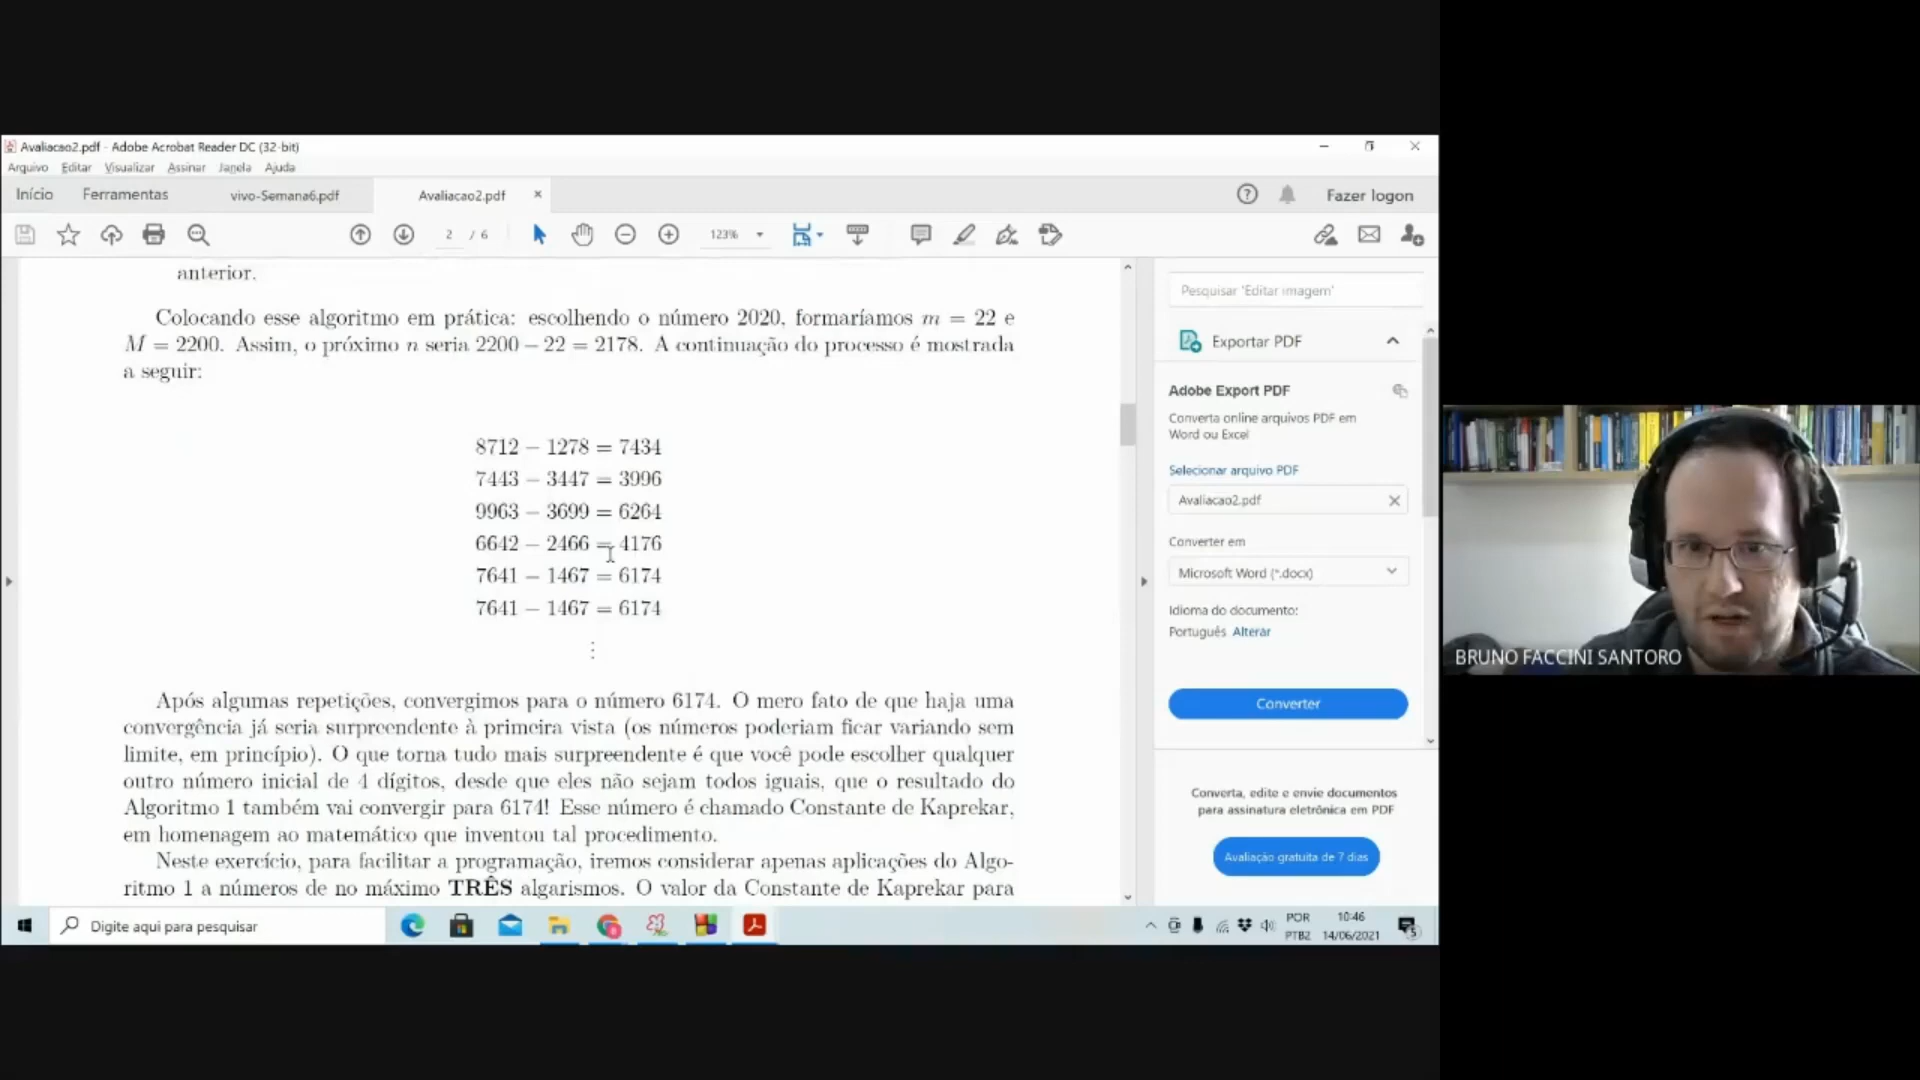 Avaliacao2.pdf - Adobe Acrobat Reader DC (32-bit)
Arquivo Editar Visualizar Assinar Janela Ajuda
Início Ferramentas vivo-Semana6.pdf Avaliacao2.pdf × Fazer logon
2 / 6 123%
anterior.
Colocando esse algoritmo em prática: escolhendo o número 2020, formaríamos m = 22 e
M = 2200. Assim, o próximo n seria 2200 − 22 = 2178. A continuação do processo é mostrada
a seguir:
8712 − 1278 = 7434
7443 − 3447 = 3996
9963 − 3699 = 6264
6642 − 2466 = 4176
7641 − 1467 = 6174
7641 − 1467 = 6174
⋮
Após algumas repetições, convergimos para o número 6174. O mero fato de que haja uma
convergência já seria surpreendente à primeira vista (os números poderiam ficar variando sem
limite, em princípio). O que torna tudo mais surpreendente é que você pode escolher qualquer
outro número inicial de 4 dígitos, desde que eles não sejam todos iguais, que o resultado do
Algoritmo 1 também vai convergir para 6174! Esse número é chamado Constante de Kaprekar,
em homenagem ao matemático que inventou tal procedimento.
Neste exercício, para facilitar a programação, iremos considerar apenas aplicações do Algo-
ritmo 1 a números de no máximo TRÊS algarismos. O valor da Constante de Kaprekar para
Pesquisar 'Editar imagem'
Exportar PDF
Adobe Export PDF
Converta online arquivos PDF em
Word ou Excel
Selecionar arquivo PDF
Avaliacao2.pdf
Converter em
Microsoft Word (*.docx)
Idioma do documento:
Português Alterar
Converter
Converta, edite e envie documentos
para assinatura eletrônica em PDF
Avaliação gratuita de 7 dias
BRUNO FACCINI SANTORO
Digite aqui para pesquisar
POR 10:46
PTB2 14/06/2021
5